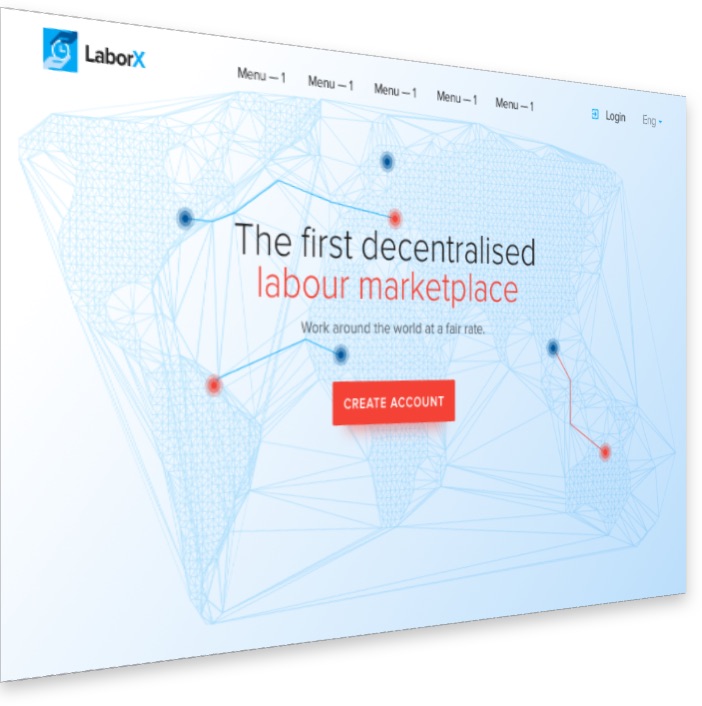 LaborX
Menu — 1 Menu — 1 Menu — 1 Menu — 1 Menu — 1
Login Eng
The first decentralised
labour marketplace
Work around the world at a fair rate.
CREATE ACCOUNT